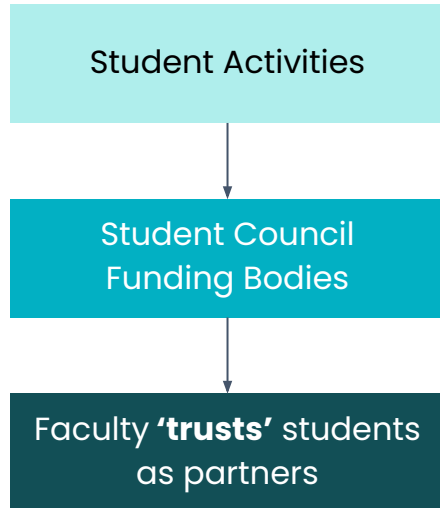 Student Activities
Student Council
Funding Bodies
Faculty ‘trusts’ students
as partners